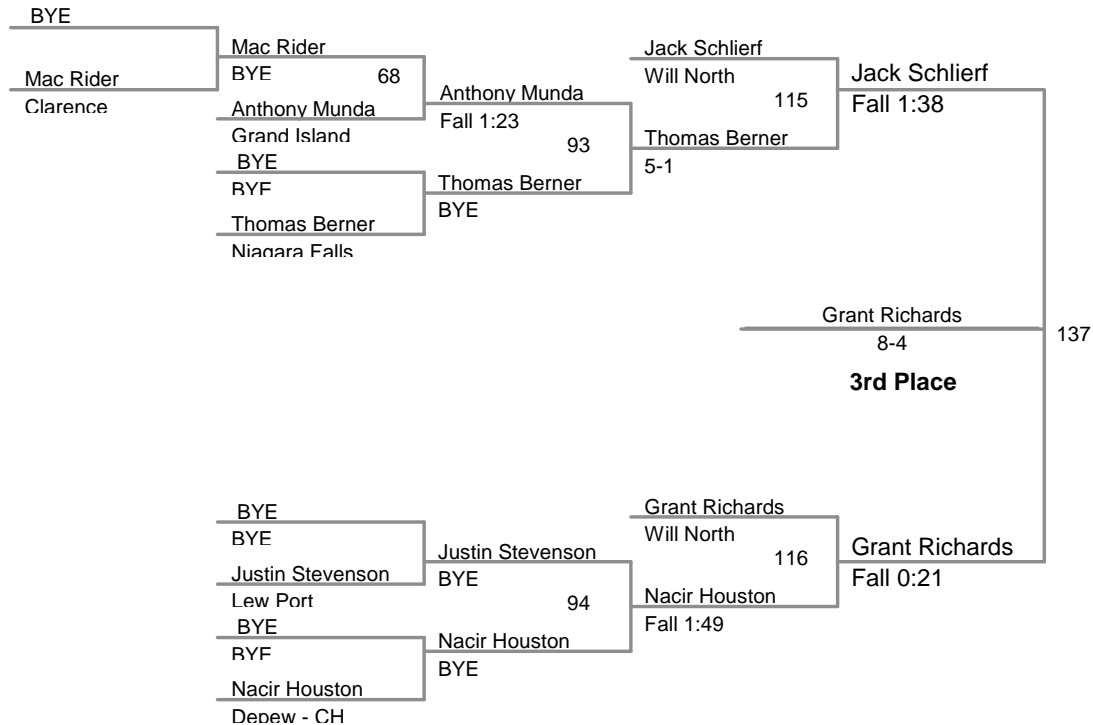 BYE
Mac Rider
Clarence
Mac Rider
BYE
68
Anthony Munda
Grand Island
BYE
BYE
Thomas Berner
Niagara Falls
Anthony Munda
Fall 1:23
93
Thomas Berner
BYE
Jack Schlierf
Will North
115
Thomas Berner
5-1
Jack Schlierf
Fall 1:38
Grant Richards
8-4
3rd Place
137
BYE
BYE
Justin Stevenson
Lew Port
BYE
BYE
Nacir Houston
Depew - CH
Justin Stevenson
BYE
94
Nacir Houston
BYE
Grant Richards
Will North
116
Nacir Houston
Fall 1:49
Grant Richards
Fall 0:21